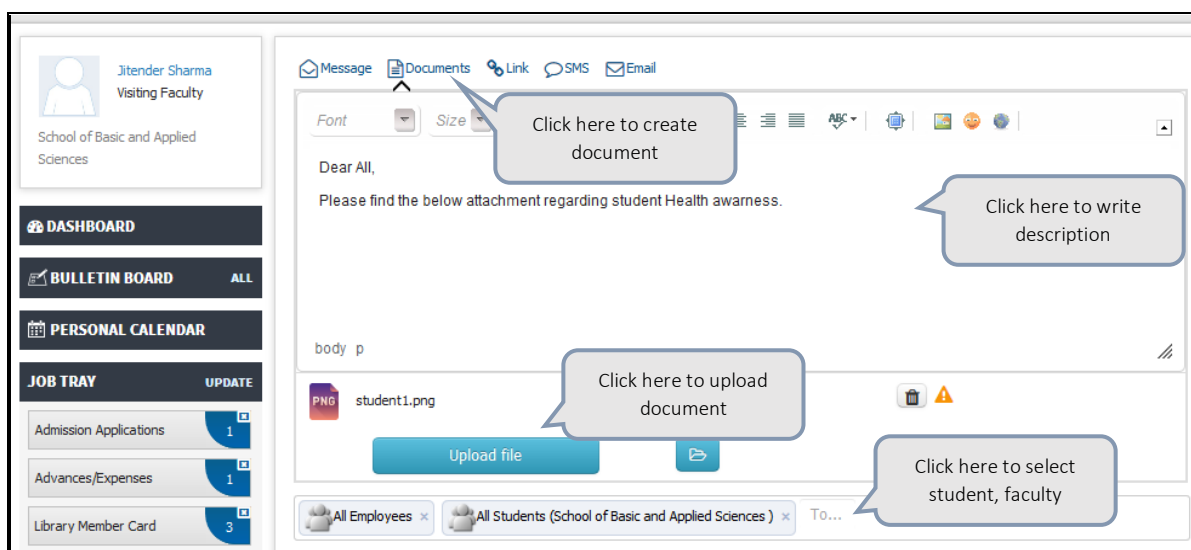 Jitender Sharma
Visiting Faculty
School of Basic and Applied
Sciences
DASHBOARD
BULLETIN BOARD ALL
PERSONAL CALENDAR
JOB TRAY UPDATE
Admission Applications 1
Advances/Expenses 1
Library Member Card 3
Message Documents Link SMS Email
Font Size ABC
Click here to create
document
Dear All,
Please find the below attachment regarding student Health awarness.
Click here to write
description
body p
Click here to upload
document
PNG student1.png
Upload file
Click here to select
student, faculty
All Employees × All Students (School of Basic and Applied Sciences ) × To...